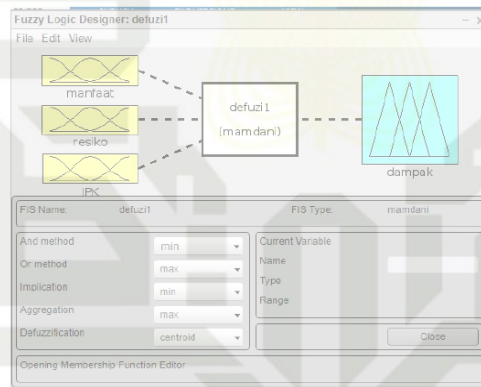 Fuzzy Logic Designer: defuzi1
File Edit View
manfaat
resiko
IPK
defuzi1
(mamdani)
dampak
FIS Name: defuzi1 FIS Type: mamdani
And method min
Or method max
Implication min
Aggregation max
Defuzzification centroid
Current Variable
Name
Type
Range
Close
Opening Membership Function Editor